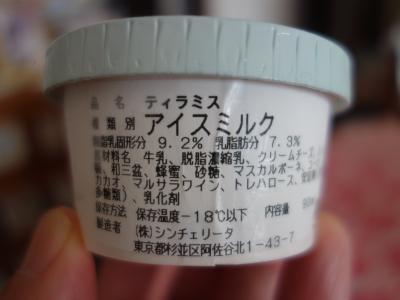 品 名 ティラミス
種 類 別 アイスミルク
無脂乳固形分 9.2% 乳脂肪分 7.3%
原材料名 牛乳、脱脂濃縮乳、クリームチーズ、
、和三盆、蜂蜜、砂糖、マスカルポーネ、
カカオ、マルサラワイン、トレハロース、
多糖類)、乳化剤
保存方法 保存温度-18℃以下 内容量
製造者 (株)シンチェリータ
東京都杉並区阿佐谷北1-43-7